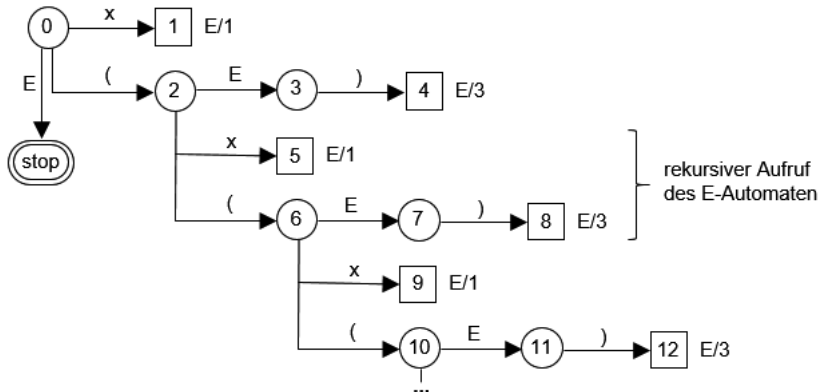 0 x 1 E/1
E ( 2 E 3 ) 4 E/3
stop x 5 E/1
rekursiver Aufruf
des E-Automaten
( 6 E 7 ) 8 E/3
x 9 E/1
( 10 E 11 ) 12 E/3
...